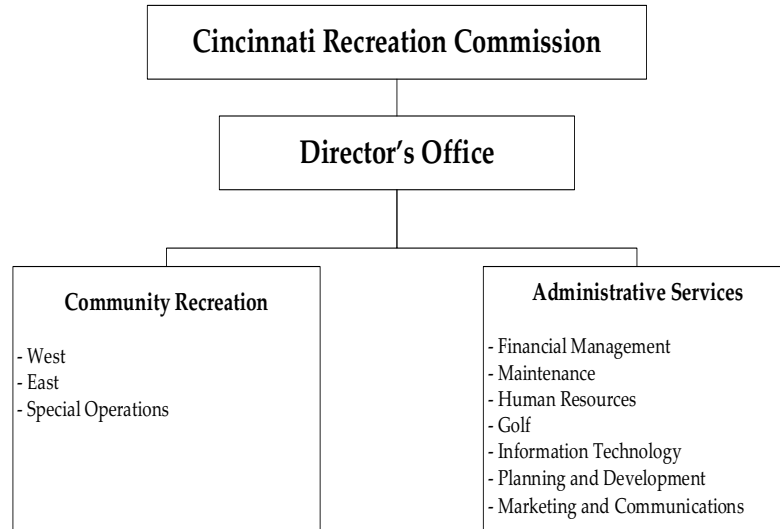 Cincinnati Recreation Commission
Director's Office
Community Recreation
- West
- East
- Special Operations
Administrative Services
- Financial Management
- Maintenance
- Human Resources
- Golf
- Information Technology
- Planning and Development
- Marketing and Communications